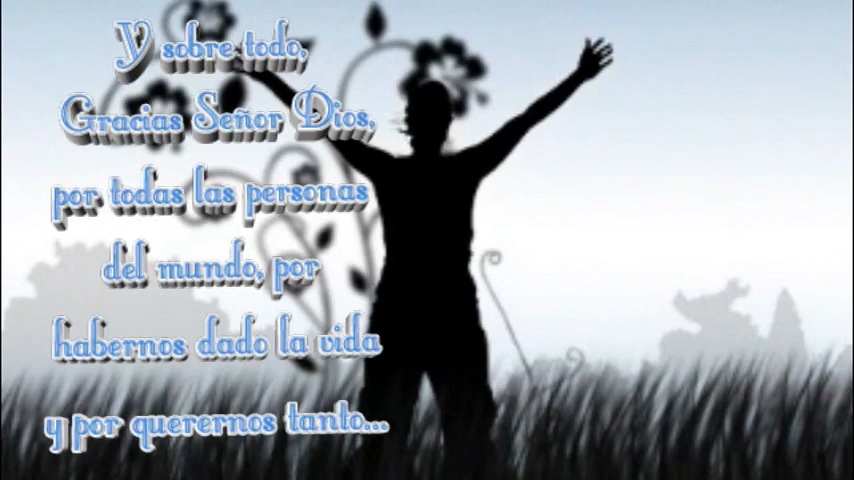 Y sobre todo,
Gracias Señor Dios,
por todas las personas
del mundo, por
habernos dado la vida
y por querernos tanto...